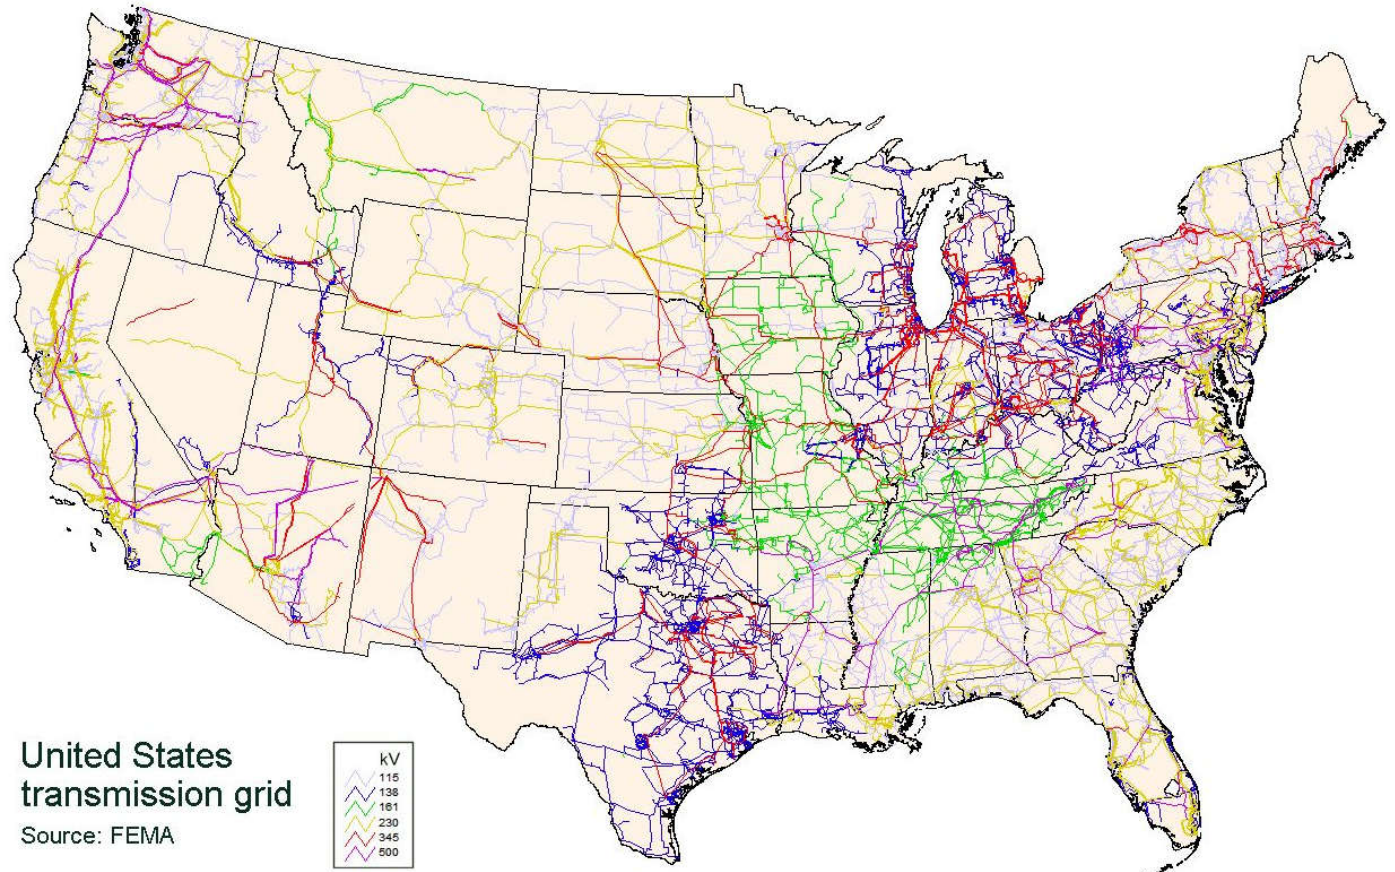 United States
transmission grid
Source: FEMA
kV
115
138
161
230
345
500